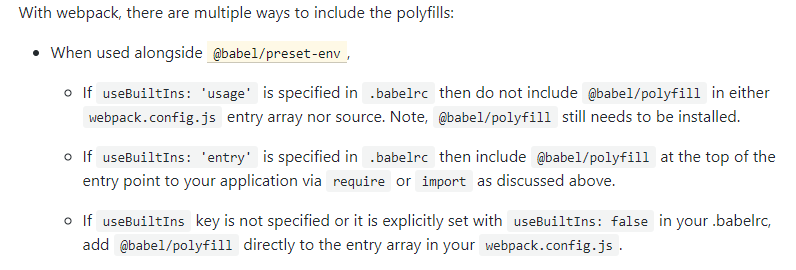 With webpack, there are multiple ways to include the polyfills:
When used alongside @babel/preset-env ,
If useBuiltIns: 'usage' is specified in .babelrc then do not include @babel/polyfill in either
webpack.config.js entry array nor source. Note, @babel/polyfill still needs to be installed.
If useBuiltIns: 'entry' is specified in .babelrc then include @babel/polyfill at the top of the
entry point to your application via require or import as discussed above.
If useBuiltIns key is not specified or it is explicitly set with useBuiltIns: false in your .babelrc,
add @babel/polyfill directly to the entry array in your webpack.config.js .